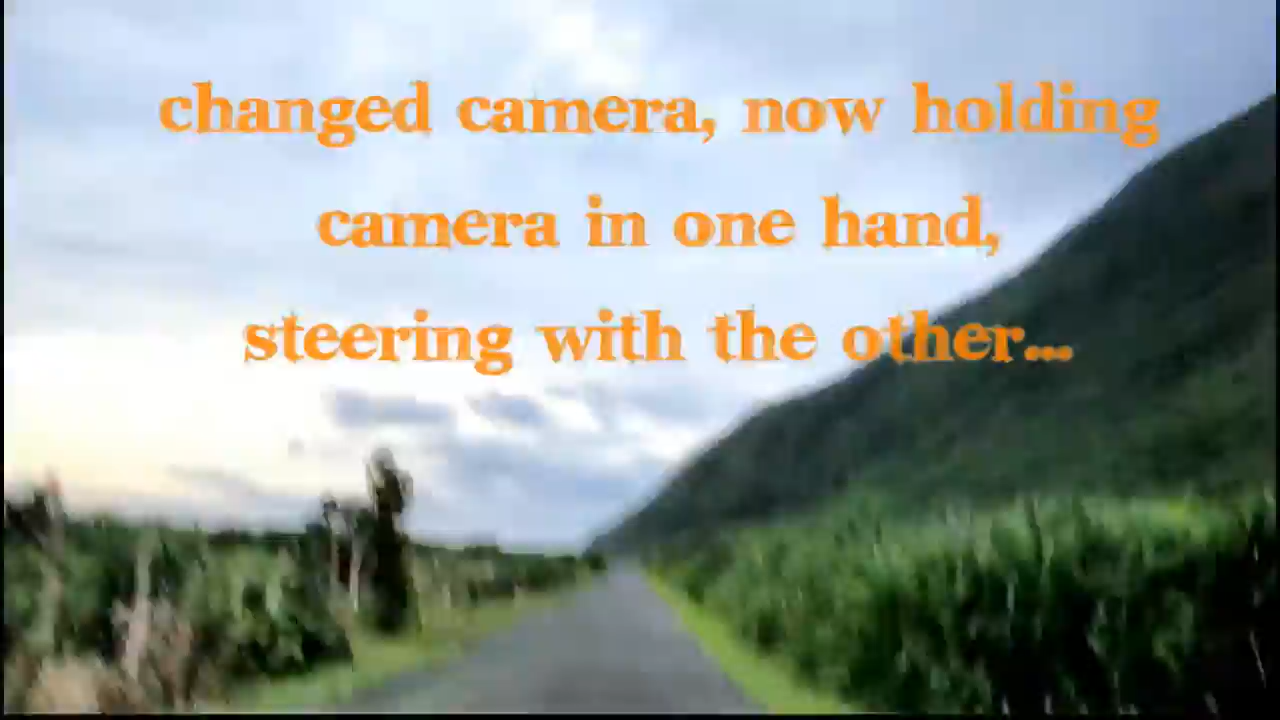 changed camera, now holding
camera in one hand,
steering with the other...